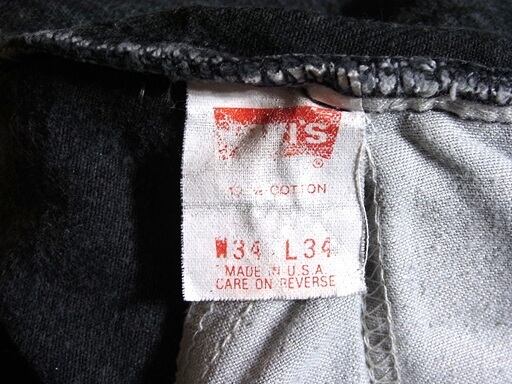 ®
COTTON
W34 L34
MADE IN U.S.A
CARE ON REVERSE